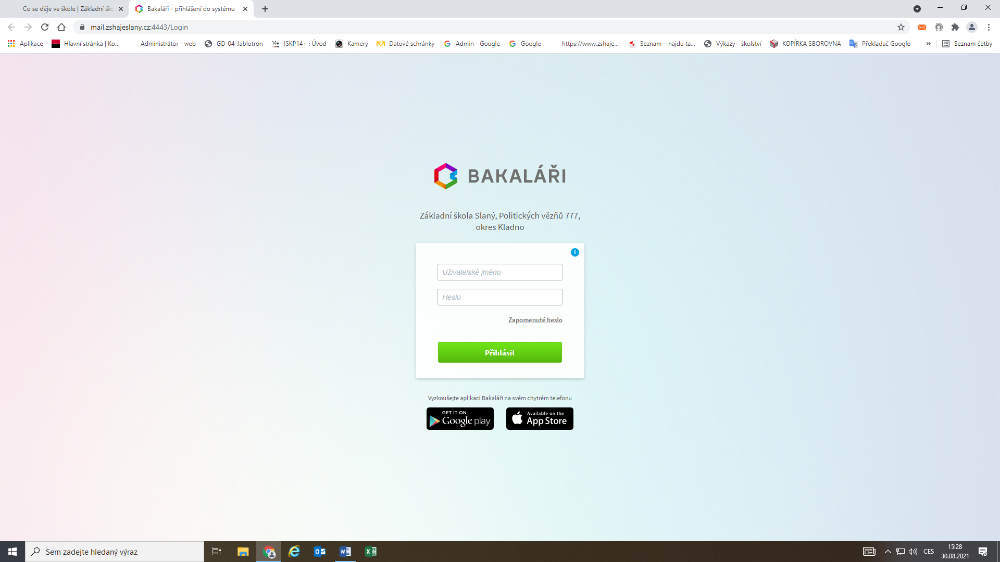 Co se děje ve škole | Základní ško
Bakaláři - přihlášení do systému
mail.zshajeslany.cz:4443/Login
Aplikace
Hlavní stránka | Ko...
Administrátor - web
GD-04-Jablotron
ISKP14+ : Úvod
Kamery
Datové schránky
Admin - Google
Google
https://www.zshaje...
Seznam – najdu ta...
Výkazy - školství
KOPÍRKA SBOROVNA
Překladač Google
»
Seznam četby
BAKALÁŘI
Základní škola Slaný, Politických vězňů 777,
okres Kladno
Uživatelské jméno
Heslo
Zapomenuté heslo
Přihlásit
Vyzkoušejte aplikaci Bakaláři na svém chytrém telefonu
GET IT ON
Google play
Available on the
App Store
Sem zadejte hledaný výraz
CES
15:28
30.08.2021